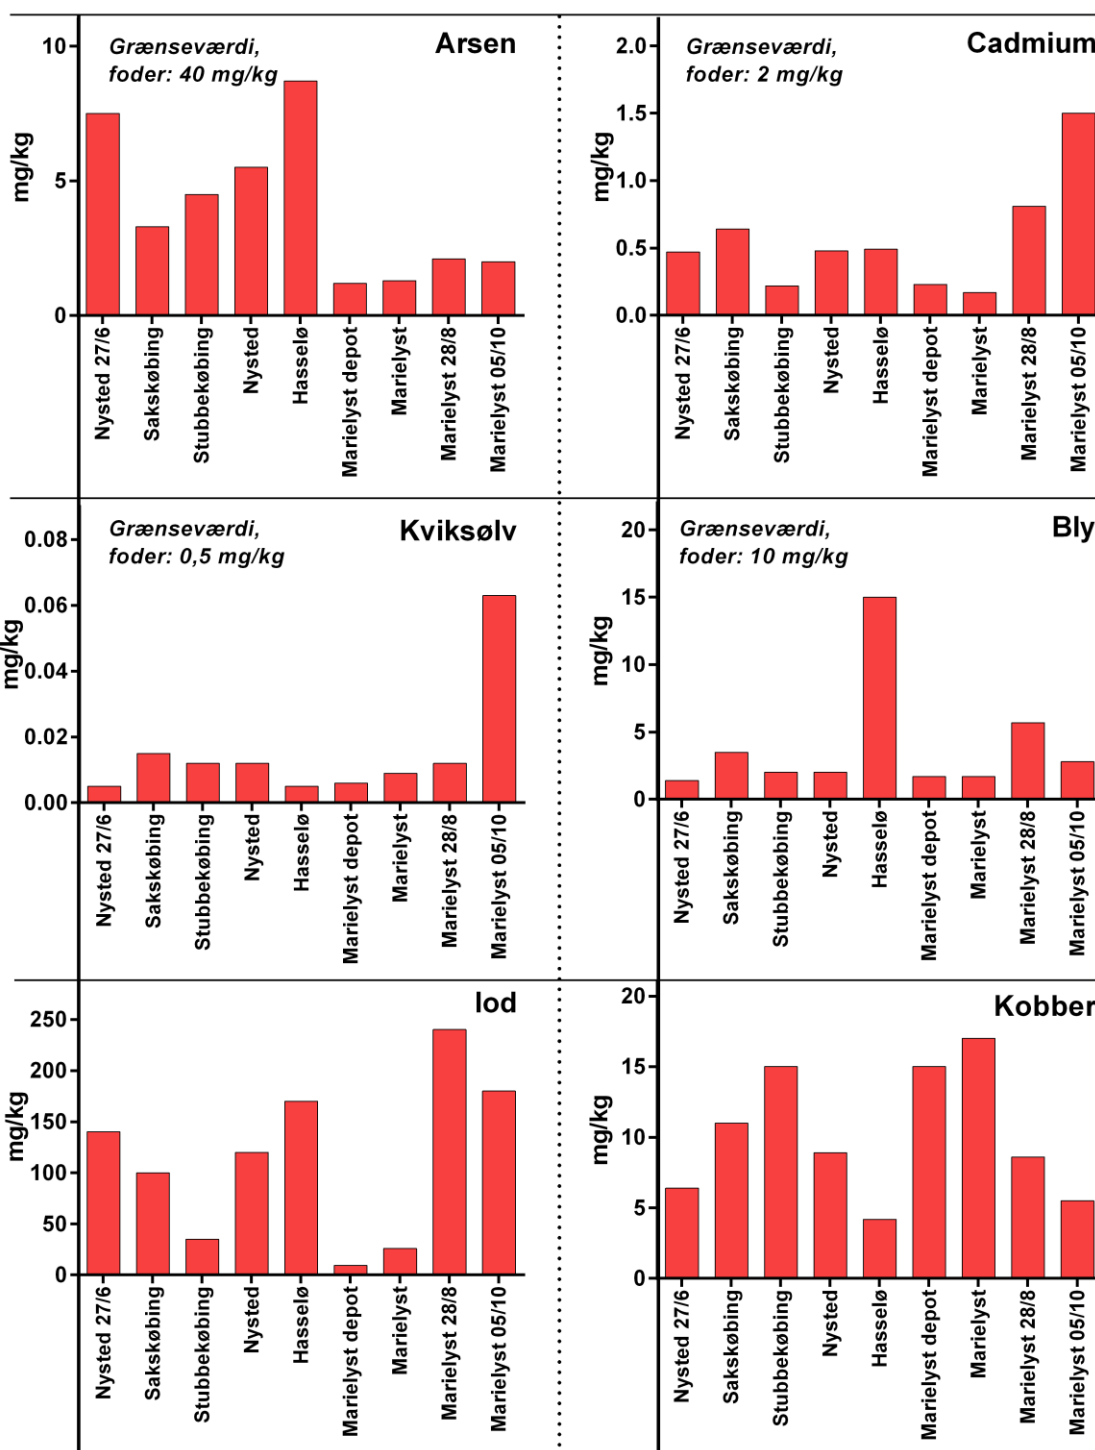 Arsen
Grænseværdi,
foder: 40 mg/kg
mg/kg
10
5
0
Nysted 27/6
Sakskøbing
Stubbekøbing
Nysted
Hasselø
Marielyst depot
Marielyst
Marielyst 28/8
Marielyst 05/10
Cadmium
Grænseværdi,
foder: 2 mg/kg
mg/kg
2.0
1.5
1.0
0.5
0.0
Nysted 27/6
Sakskøbing
Stubbekøbing
Nysted
Hasselø
Marielyst depot
Marielyst
Marielyst 28/8
Marielyst 05/10
Kviksølv
Grænseværdi,
foder: 0,5 mg/kg
mg/kg
0.08
0.06
0.04
0.02
0.00
Nysted 27/6
Sakskøbing
Stubbekøbing
Nysted
Hasselø
Marielyst depot
Marielyst
Marielyst 28/8
Marielyst 05/10
Bly
Grænseværdi,
foder: 10 mg/kg
mg/kg
20
15
10
5
0
Nysted 27/6
Sakskøbing
Stubbekøbing
Nysted
Hasselø
Marielyst depot
Marielyst
Marielyst 28/8
Marielyst 05/10
Iod
mg/kg
250
200
150
100
50
0
Nysted 27/6
Sakskøbing
Stubbekøbing
Nysted
Hasselø
Marielyst depot
Marielyst
Marielyst 28/8
Marielyst 05/10
Kobber
mg/kg
20
15
10
5
0
Nysted 27/6
Sakskøbing
Stubbekøbing
Nysted
Hasselø
Marielyst depot
Marielyst
Marielyst 28/8
Marielyst 05/10